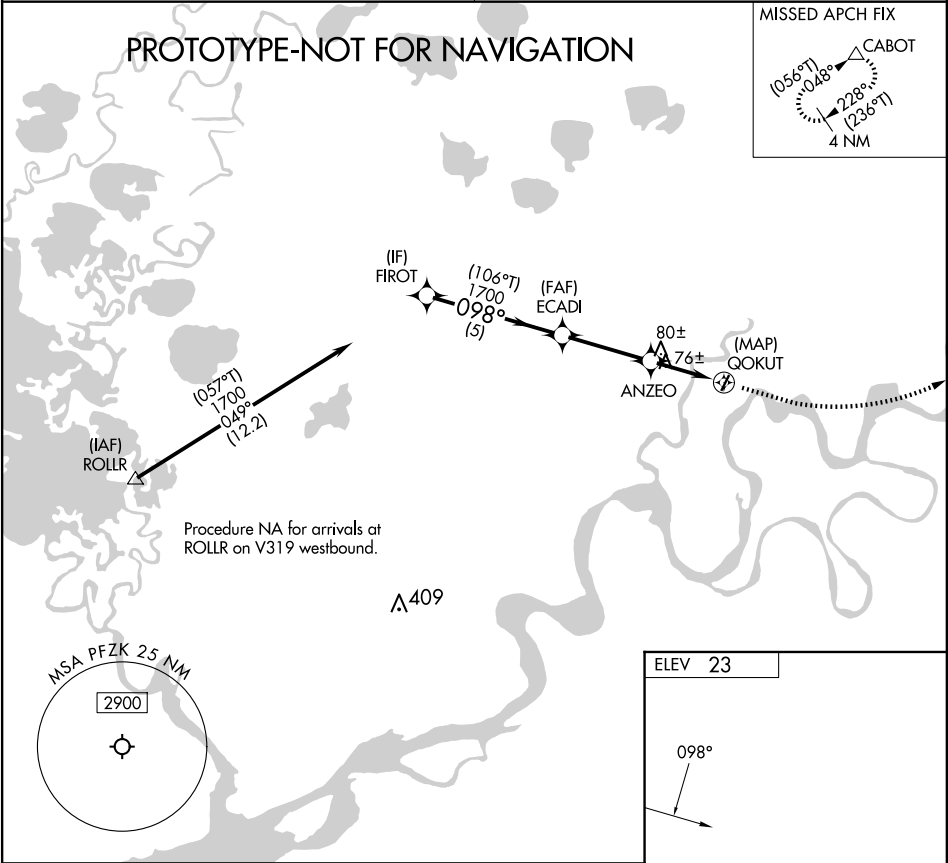 MISSED APCH FIX
PROTOTYPE-NOT FOR NAVIGATION
CABOT
(056°T)
048°
228°
(236°T)
4 NM
(IF)
FIROT
(106°T)
1700
098°
(5)
(FAF)
ECADI
80±
76±
(MAP)
QOKUT
ANZEO
(057°T)
1700
049°
(12.2)
(IAF)
ROLLR
Procedure NA for arrivals at
ROLLR on V319 westbound.
409
MSA PFZK 25 NM
2900
ELEV 23
098°